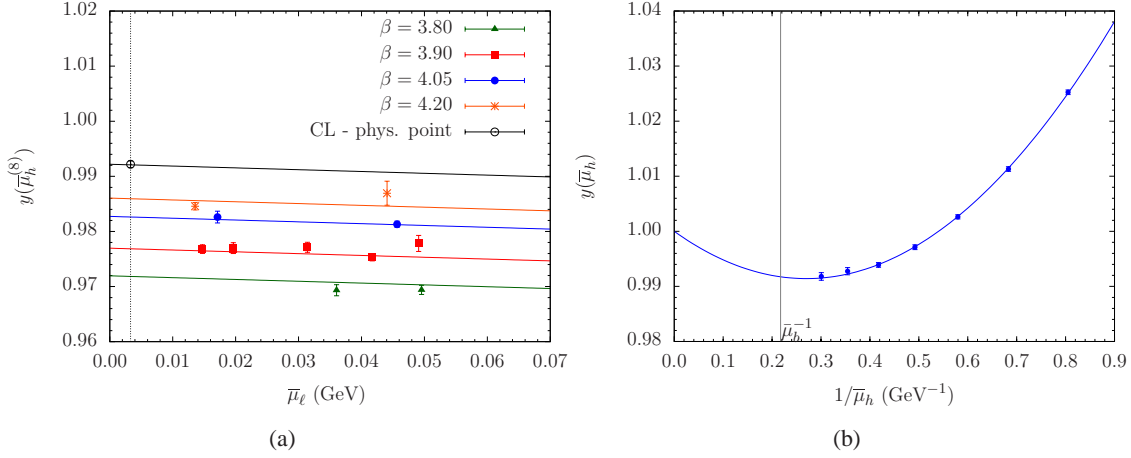 1.02
1.01
1.00
0.99
0.98
0.97
0.96
0.00 0.01 0.02 0.03 0.04 0.05 0.06 0.07
y(μ̅_h^(8))
μ̅_ℓ (GeV)
β = 3.80
β = 3.90
β = 4.05
β = 4.20
CL - phys. point
(a)
1.04
1.03
1.02
1.01
1.00
0.99
0.98
0.0 0.1 0.2 0.3 0.4 0.5 0.6 0.7 0.8 0.9
y(μ̅_h)
μ̅_b^−1
1/μ̅_h (GeV^−1)
(b)